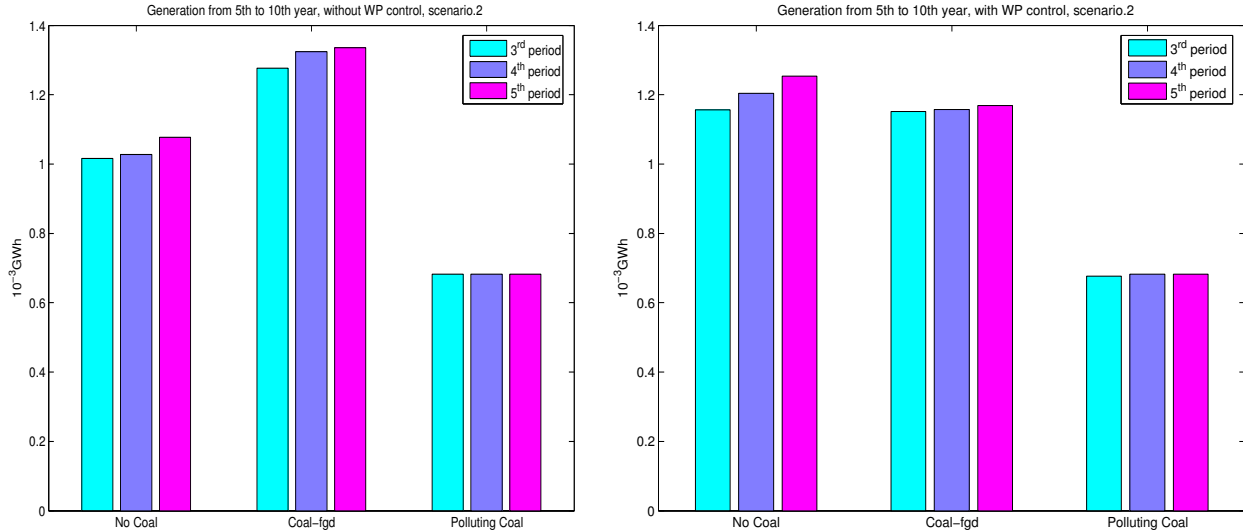 Generation from 5th to 10th year, without WP control, scenario.2
1.4
1.2
1
0.8
0.6
0.4
0.2
0
10⁻³GWh
3rd period
4th period
5th period
No Coal
Coal−fgd
Polluting Coal
Generation from 5th to 10th year, with WP control, scenario.2
1.4
1.2
1
0.8
0.6
0.4
0.2
0
10⁻³GWh
3rd period
4th period
5th period
No Coal
Coal−fgd
Polluting Coal